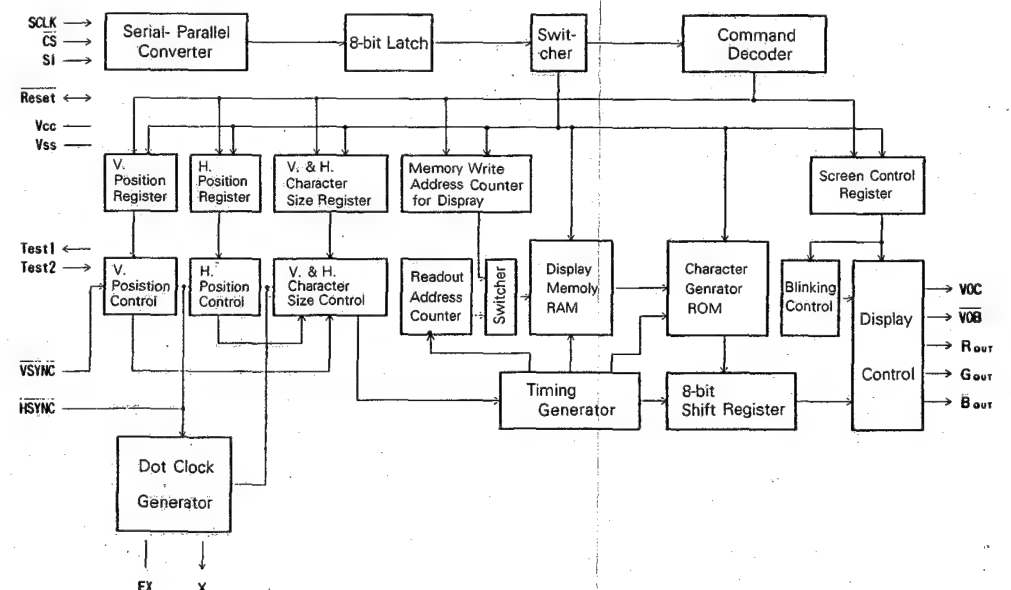 SCLK
CS
SI
Serial- Parallel
Converter
8-bit Latch
Swit-
cher
Command
Decoder
Reset
Vcc
Vss
V.
Position
Register
H.
Position
Register
V. & H.
Character
Size Register
Memory Write
Address Counter
for Dispray
Screen Control
Register
Test1
Test2
V.
Posistion
Control
H.
Position
Control
V. & H.
Character
Size Control
Readout
Address
Counter
Switcher
Display
Memoly
RAM
Character
Genrator
ROM
Blinking
Control
Display
Control
VOC
VOB
ROUT
GOUT
BOUT
VSYNC
HSYNC
Timing
Generator
8-bit
Shift Register
Dot Clock
Generator
EX
X